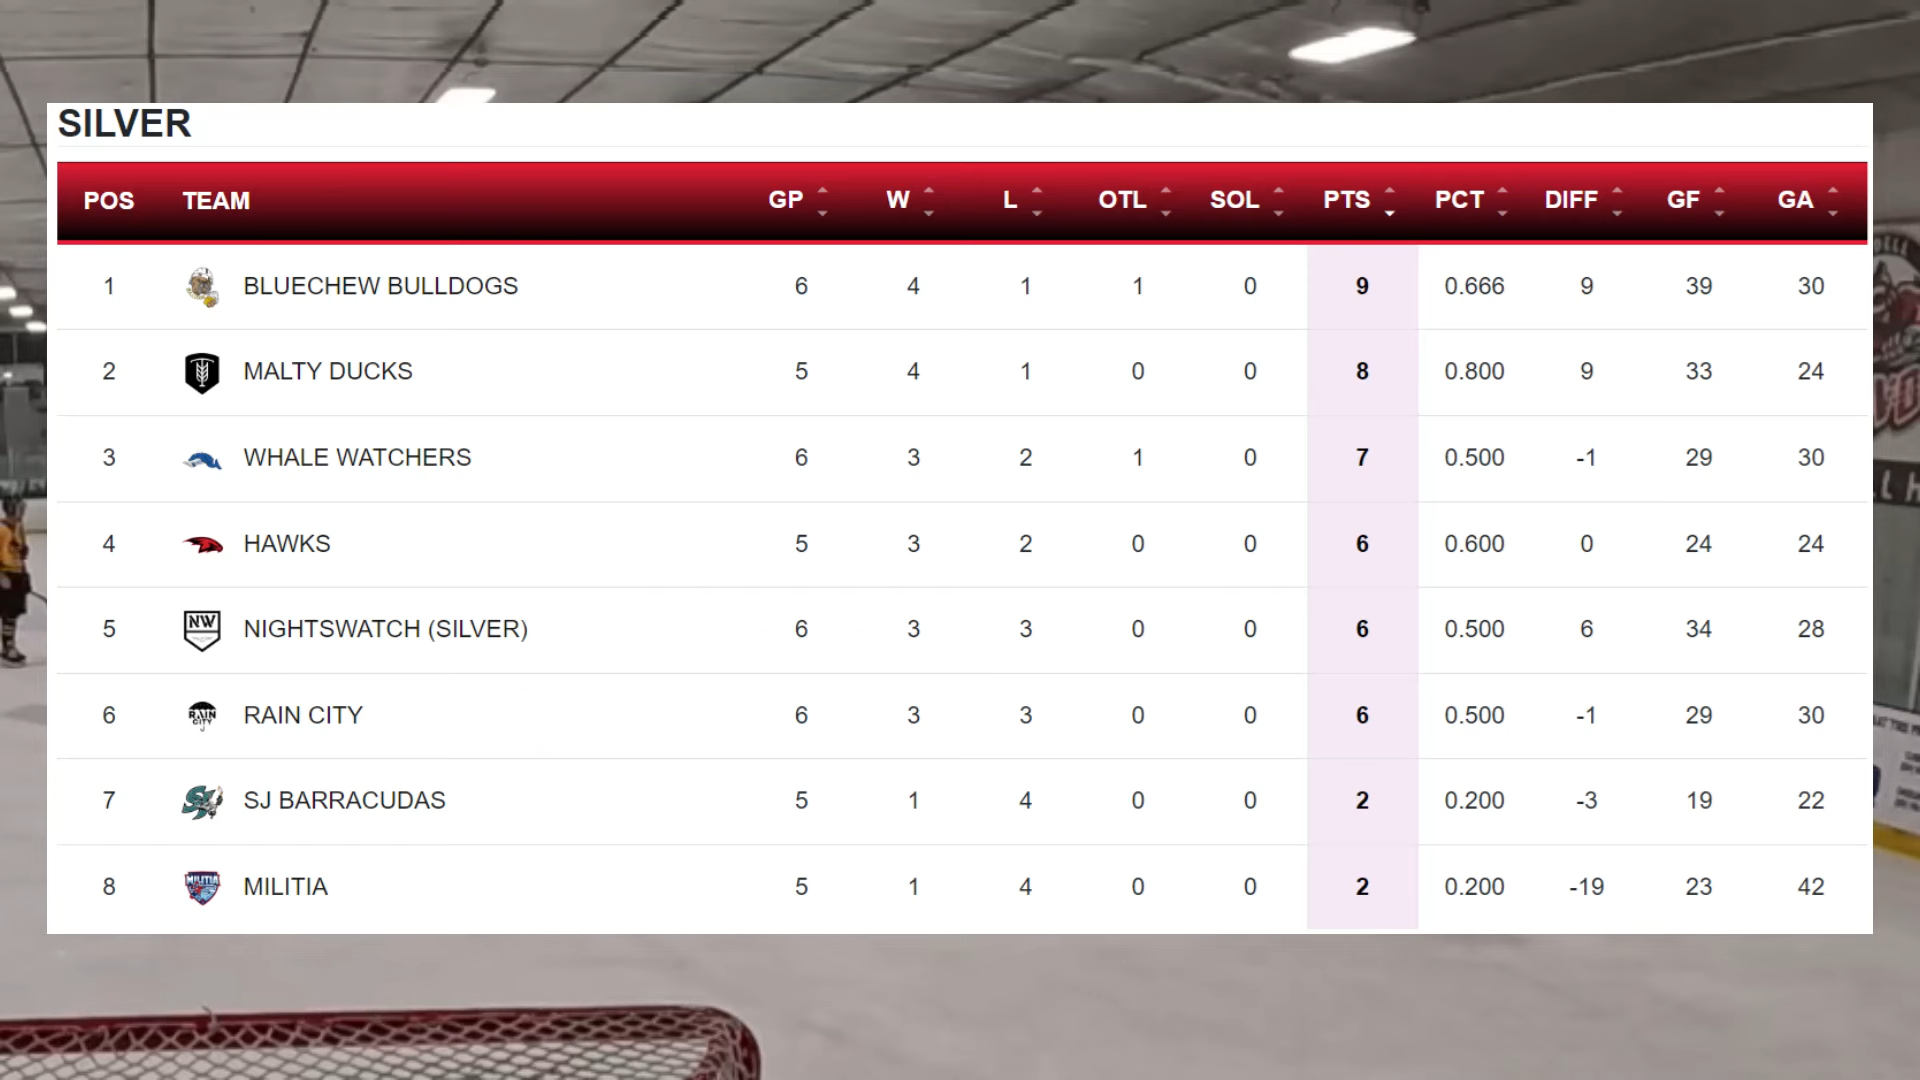 SILVER
POS TEAM GP W L OTL SOL PTS PCT DIFF GF GA
1 BLUECHEW BULLDOGS 6 4 1 1 0 9 0.666 9 39 30
2 MALTY DUCKS 5 4 1 0 0 8 0.800 9 33 24
3 WHALE WATCHERS 6 3 2 1 0 7 0.500 -1 29 30
4 HAWKS 5 3 2 0 0 6 0.600 0 24 24
5 NW NIGHTSWATCH (SILVER) 6 3 3 0 0 6 0.500 6 34 28
6 RAIN CITY RAIN CITY 6 3 3 0 0 6 0.500 -1 29 30
7 SJ SJ BARRACUDAS 5 1 4 0 0 2 0.200 -3 19 22
8 MILITIA MILITIA 5 1 4 0 0 2 0.200 -19 23 42